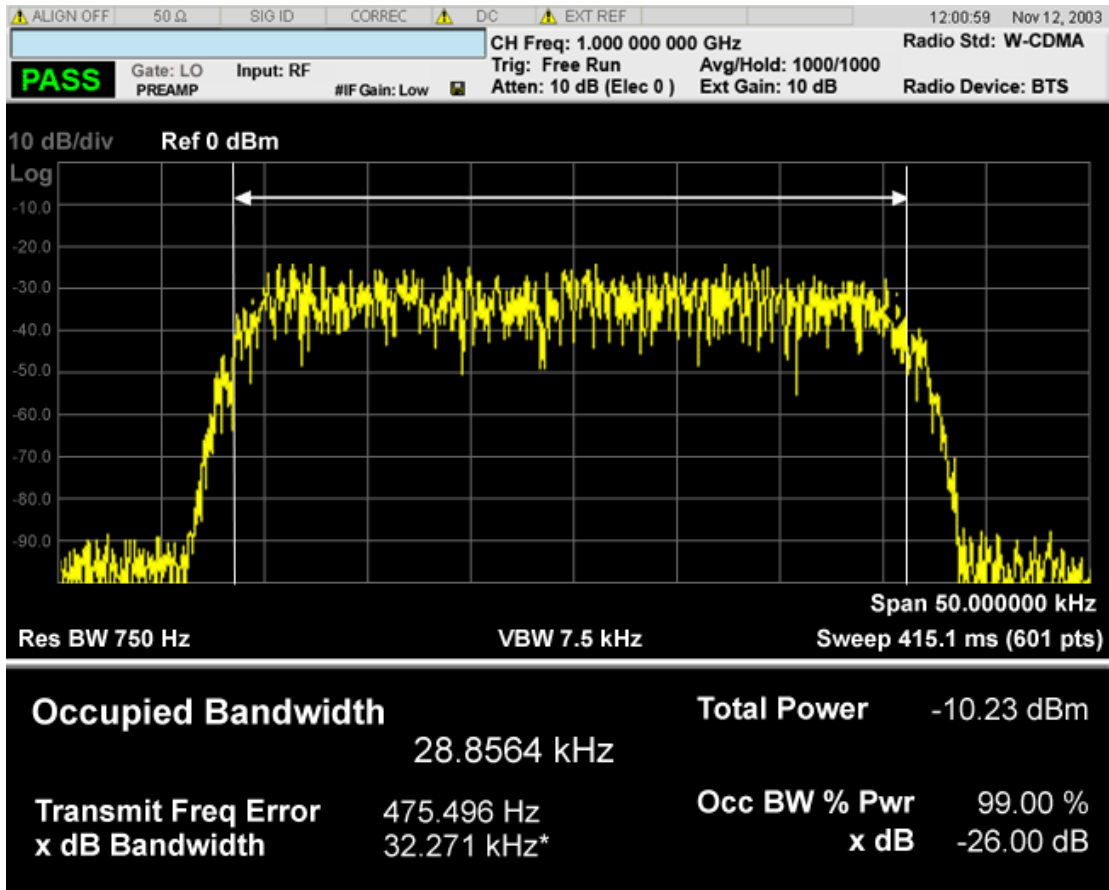 ALIGN OFF 50 Ω SIG ID CORREC DC EXT REF 12:00:59 Nov 12, 2003
CH Freq: 1.000 000 000 GHz Radio Std: W-CDMA
PASS Gate: LO Input: RF Trig: Free Run Avg/Hold: 1000/1000
PREAMP #IF Gain: Low Atten: 10 dB (Elec 0 ) Ext Gain: 10 dB Radio Device: BTS
10 dB/div Ref 0 dBm
Log
-10.0
-20.0
-30.0
-40.0
-50.0
-60.0
-70.0
-80.0
-90.0
Span 50.000000 kHz
Res BW 750 Hz VBW 7.5 kHz Sweep 415.1 ms (601 pts)
Occupied Bandwidth Total Power -10.23 dBm
28.8564 kHz
Transmit Freq Error 475.496 Hz Occ BW % Pwr 99.00 %
x dB Bandwidth 32.271 kHz* x dB -26.00 dB